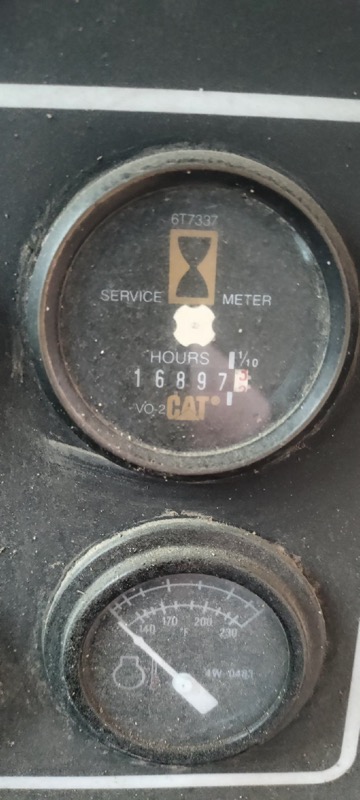 6T7337
SERVICE METER
HOURS 1/10
16897
VO-2 CAT
140 170 200 230
°F
4W-0483